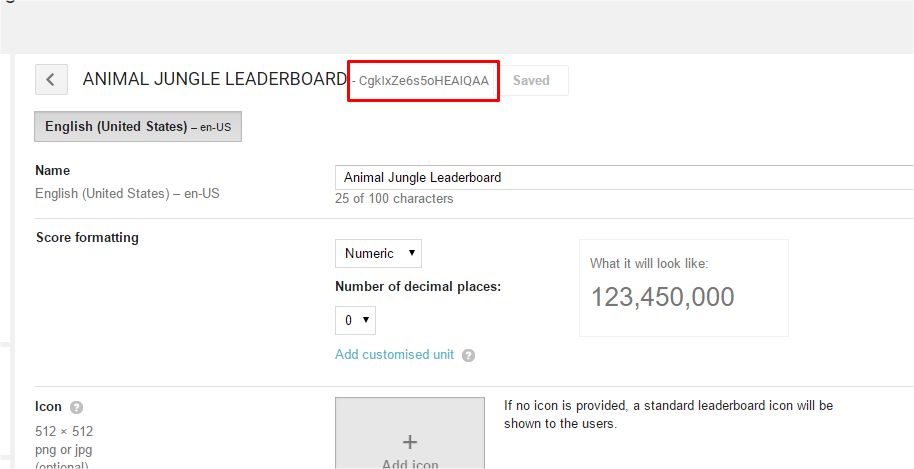 ANIMAL JUNGLE LEADERBOARD - CgkIxZe6s5oHEAIQAA Saved
English (United States) – en-US
Name
English (United States) – en-US
Animal Jungle Leaderboard
25 of 100 characters
Score formatting
Numeric
Number of decimal places:
0
Add customised unit ?
What it will look like:
123,450,000
Icon ?
512 × 512
png or jpg
(optional)
+
Add icon
If no icon is provided, a standard leaderboard icon will be
shown to the users.